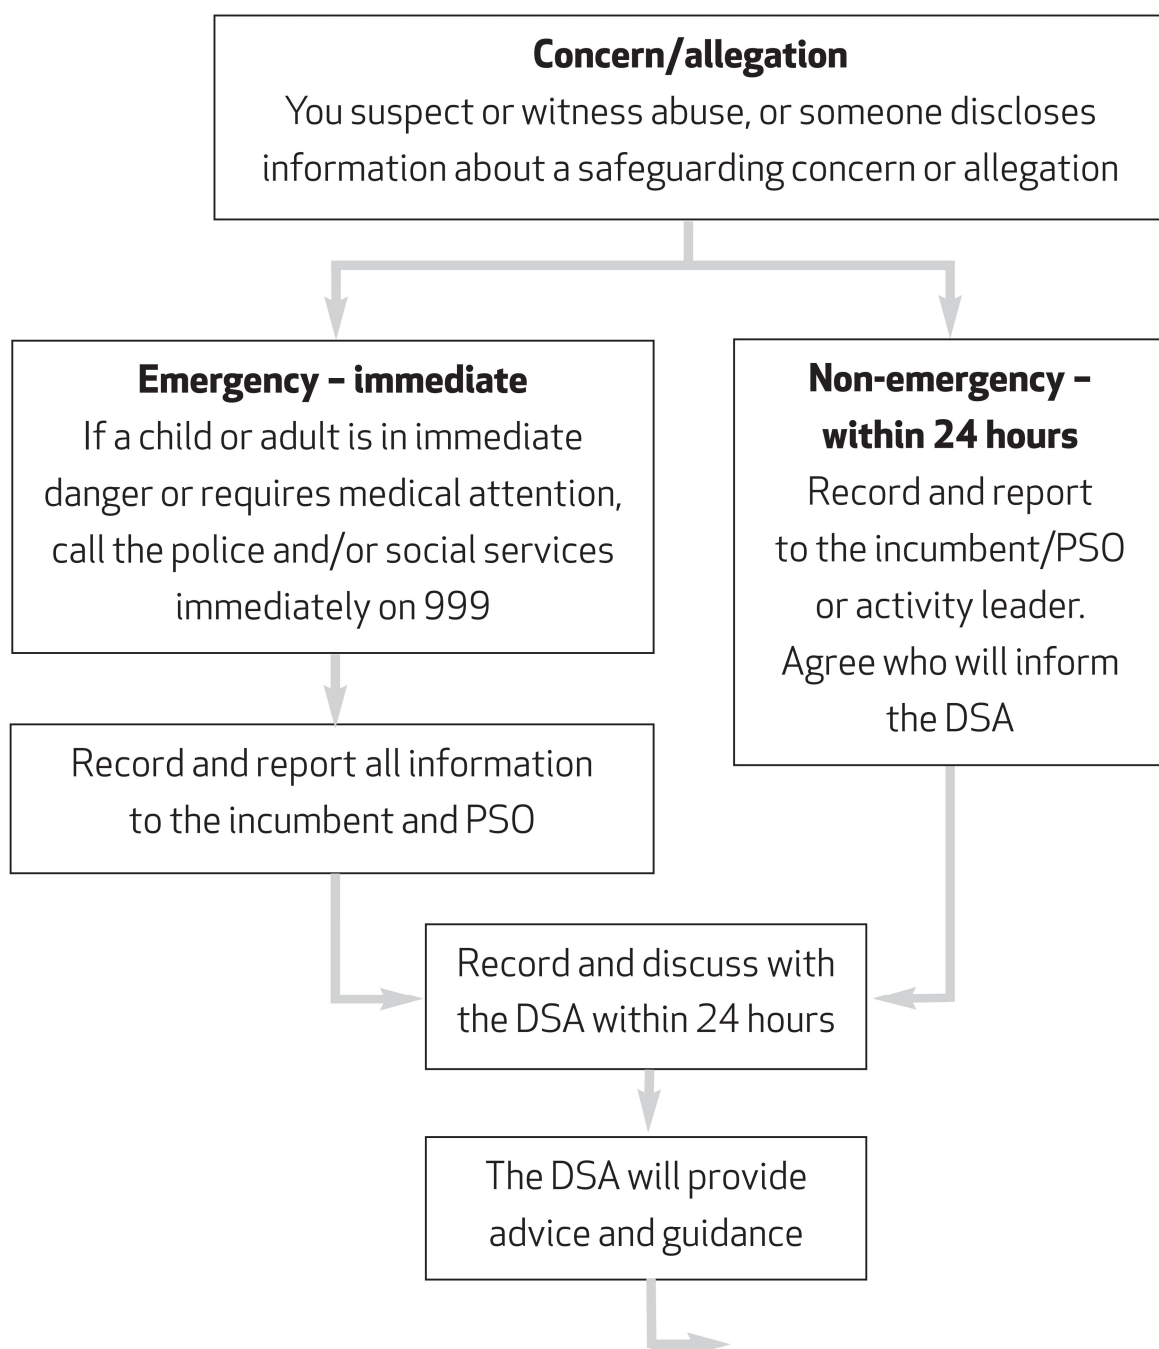 Concern/allegation
You suspect or witness abuse, or someone discloses
information about a safeguarding concern or allegation
Emergency – immediate
If a child or adult is in immediate
danger or requires medical attention,
call the police and/or social services
immediately on 999
Non-emergency –
within 24 hours
Record and report
to the incumbent/PSO
or activity leader.
Agree who will inform
the DSA
Record and report all information
to the incumbent and PSO
Record and discuss with
the DSA within 24 hours
The DSA will provide
advice and guidance